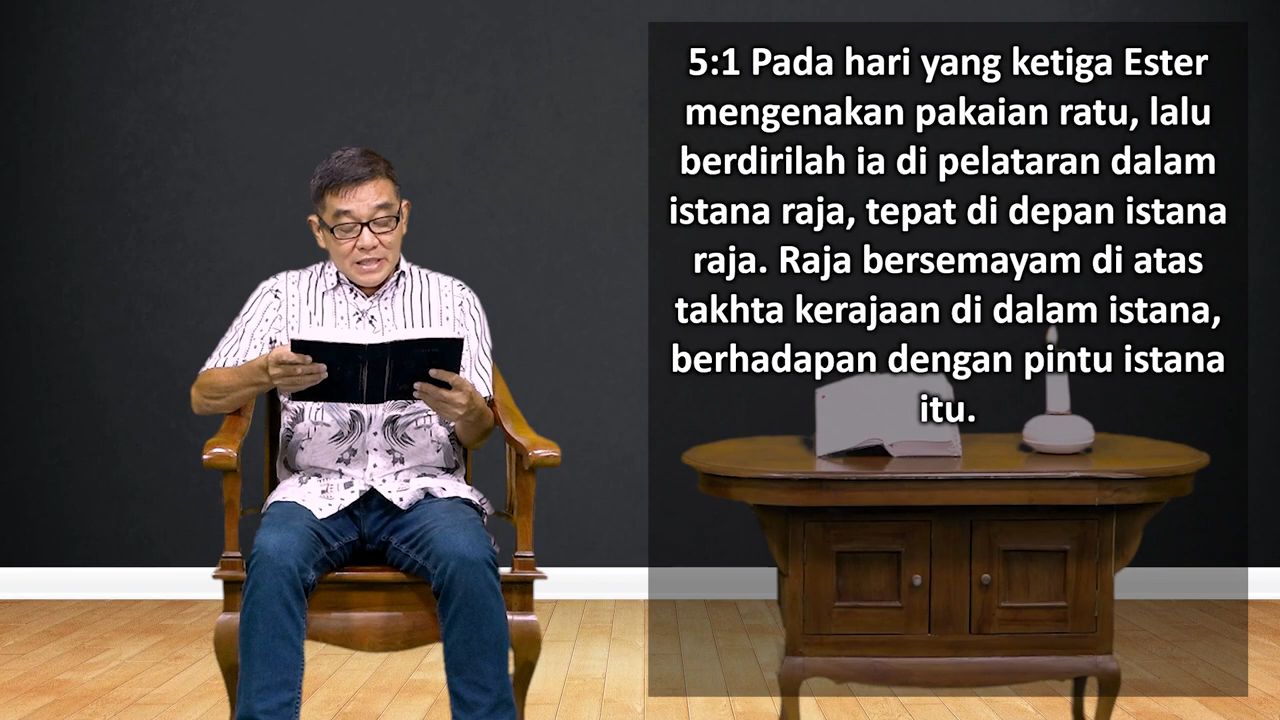 5:1 Pada hari yang ketiga Ester
mengenakan pakaian ratu, lalu
berdirilah ia di pelataran dalam
istana raja, tepat di depan istana
raja. Raja bersemayam di atas
takhta kerajaan di dalam istana,
berhadapan dengan pintu istana
itu.